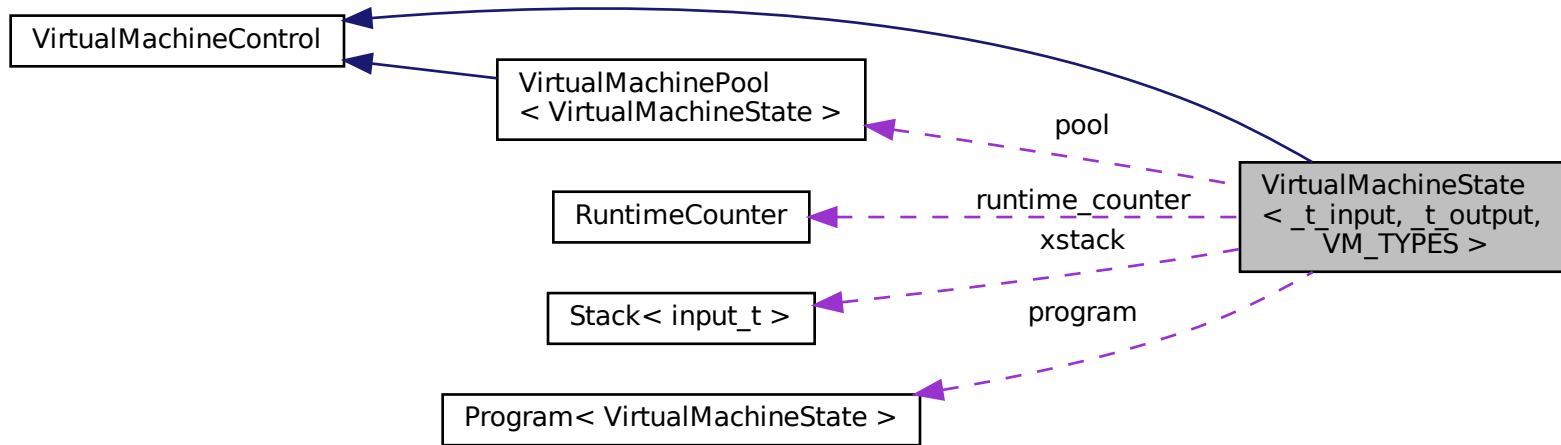 VirtualMachineControl
VirtualMachinePool
< VirtualMachineState >
pool
VirtualMachineState
< _t_input, _t_output,
VM_TYPES >
RuntimeCounter
runtime_counter
xstack
Stack< input_t >
program
Program< VirtualMachineState >